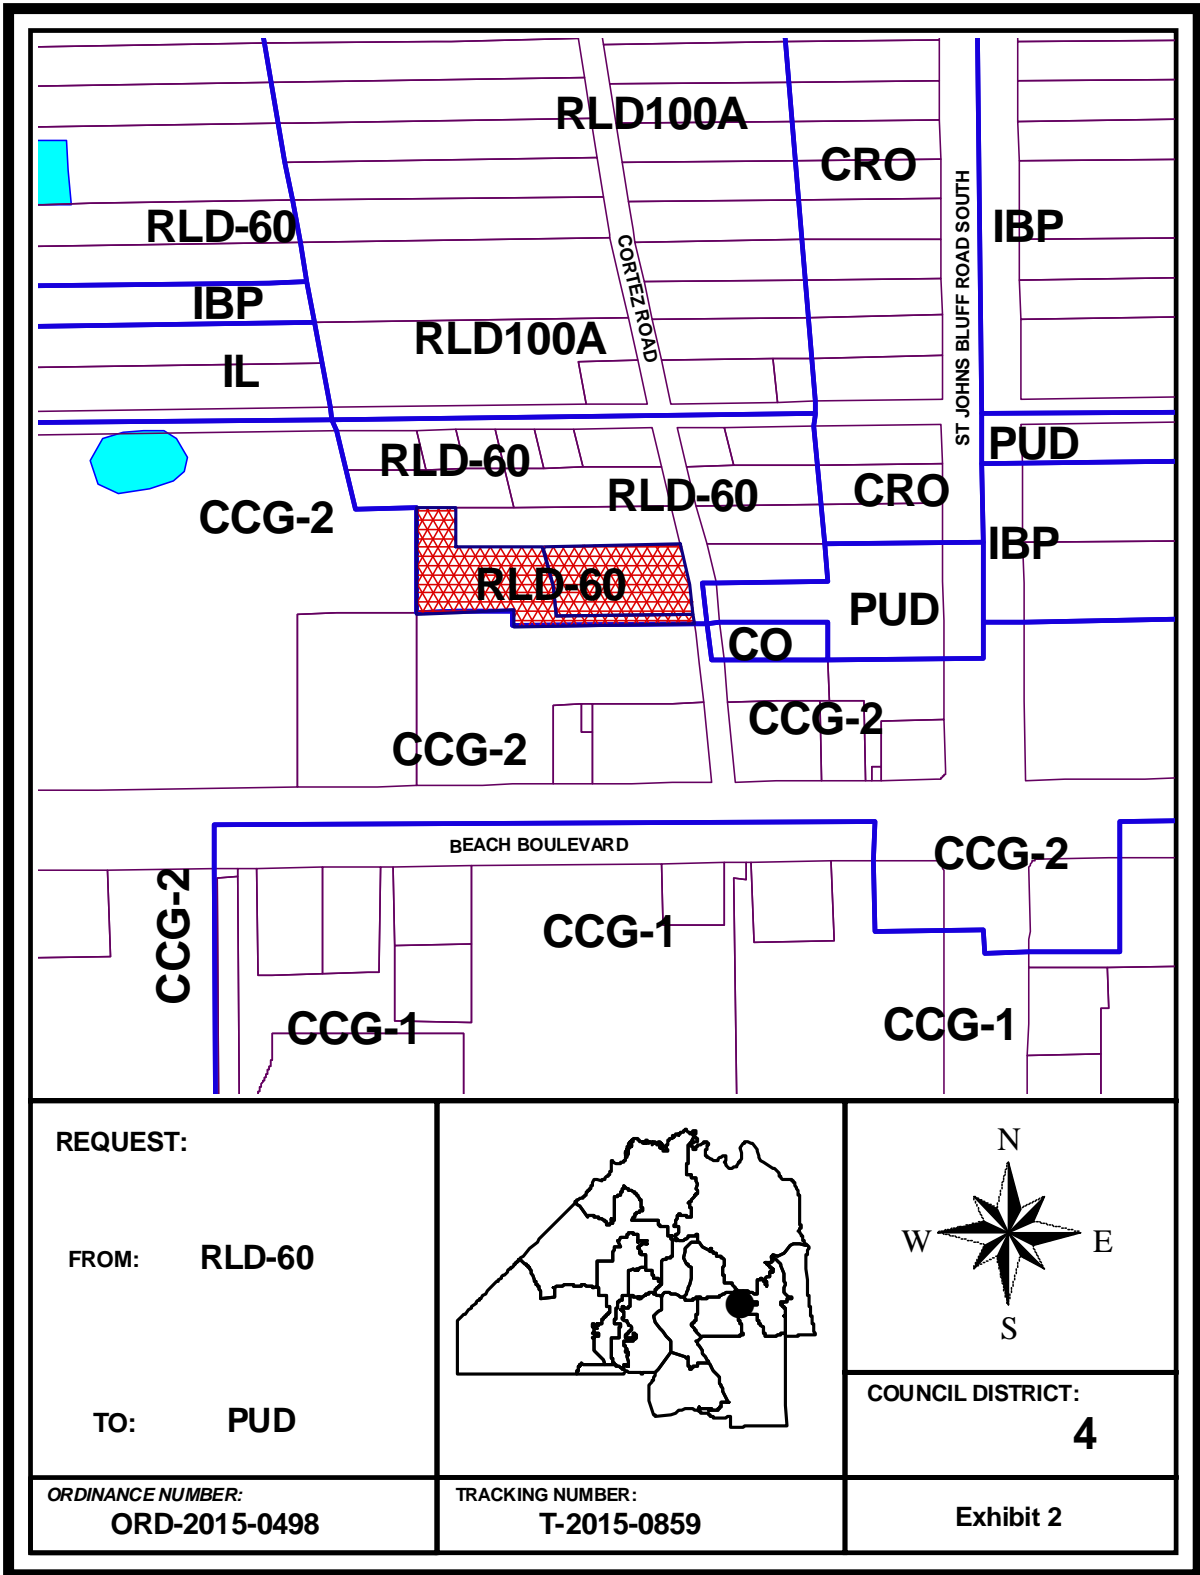 RLD100A
CRO
ST JOHNS BLUFF ROAD SOUTH
IBP
RLD-60
CORTEZ ROAD
IBP
RLD100A
IL
PUD
RLD-60
RLD-60
CRO
CCG-2
IBP
RLD-60
PUD
CO
CCG-2
CCG-2
BEACH BOULEVARD
CCG-2
CCG-2
CCG-1
CCG-1
CCG-1
REQUEST:
FROM: RLD-60
TO: PUD
N
W E
S
COUNCIL DISTRICT:
4
ORDINANCE NUMBER:
ORD-2015-0498
TRACKING NUMBER:
T-2015-0859
Exhibit 2